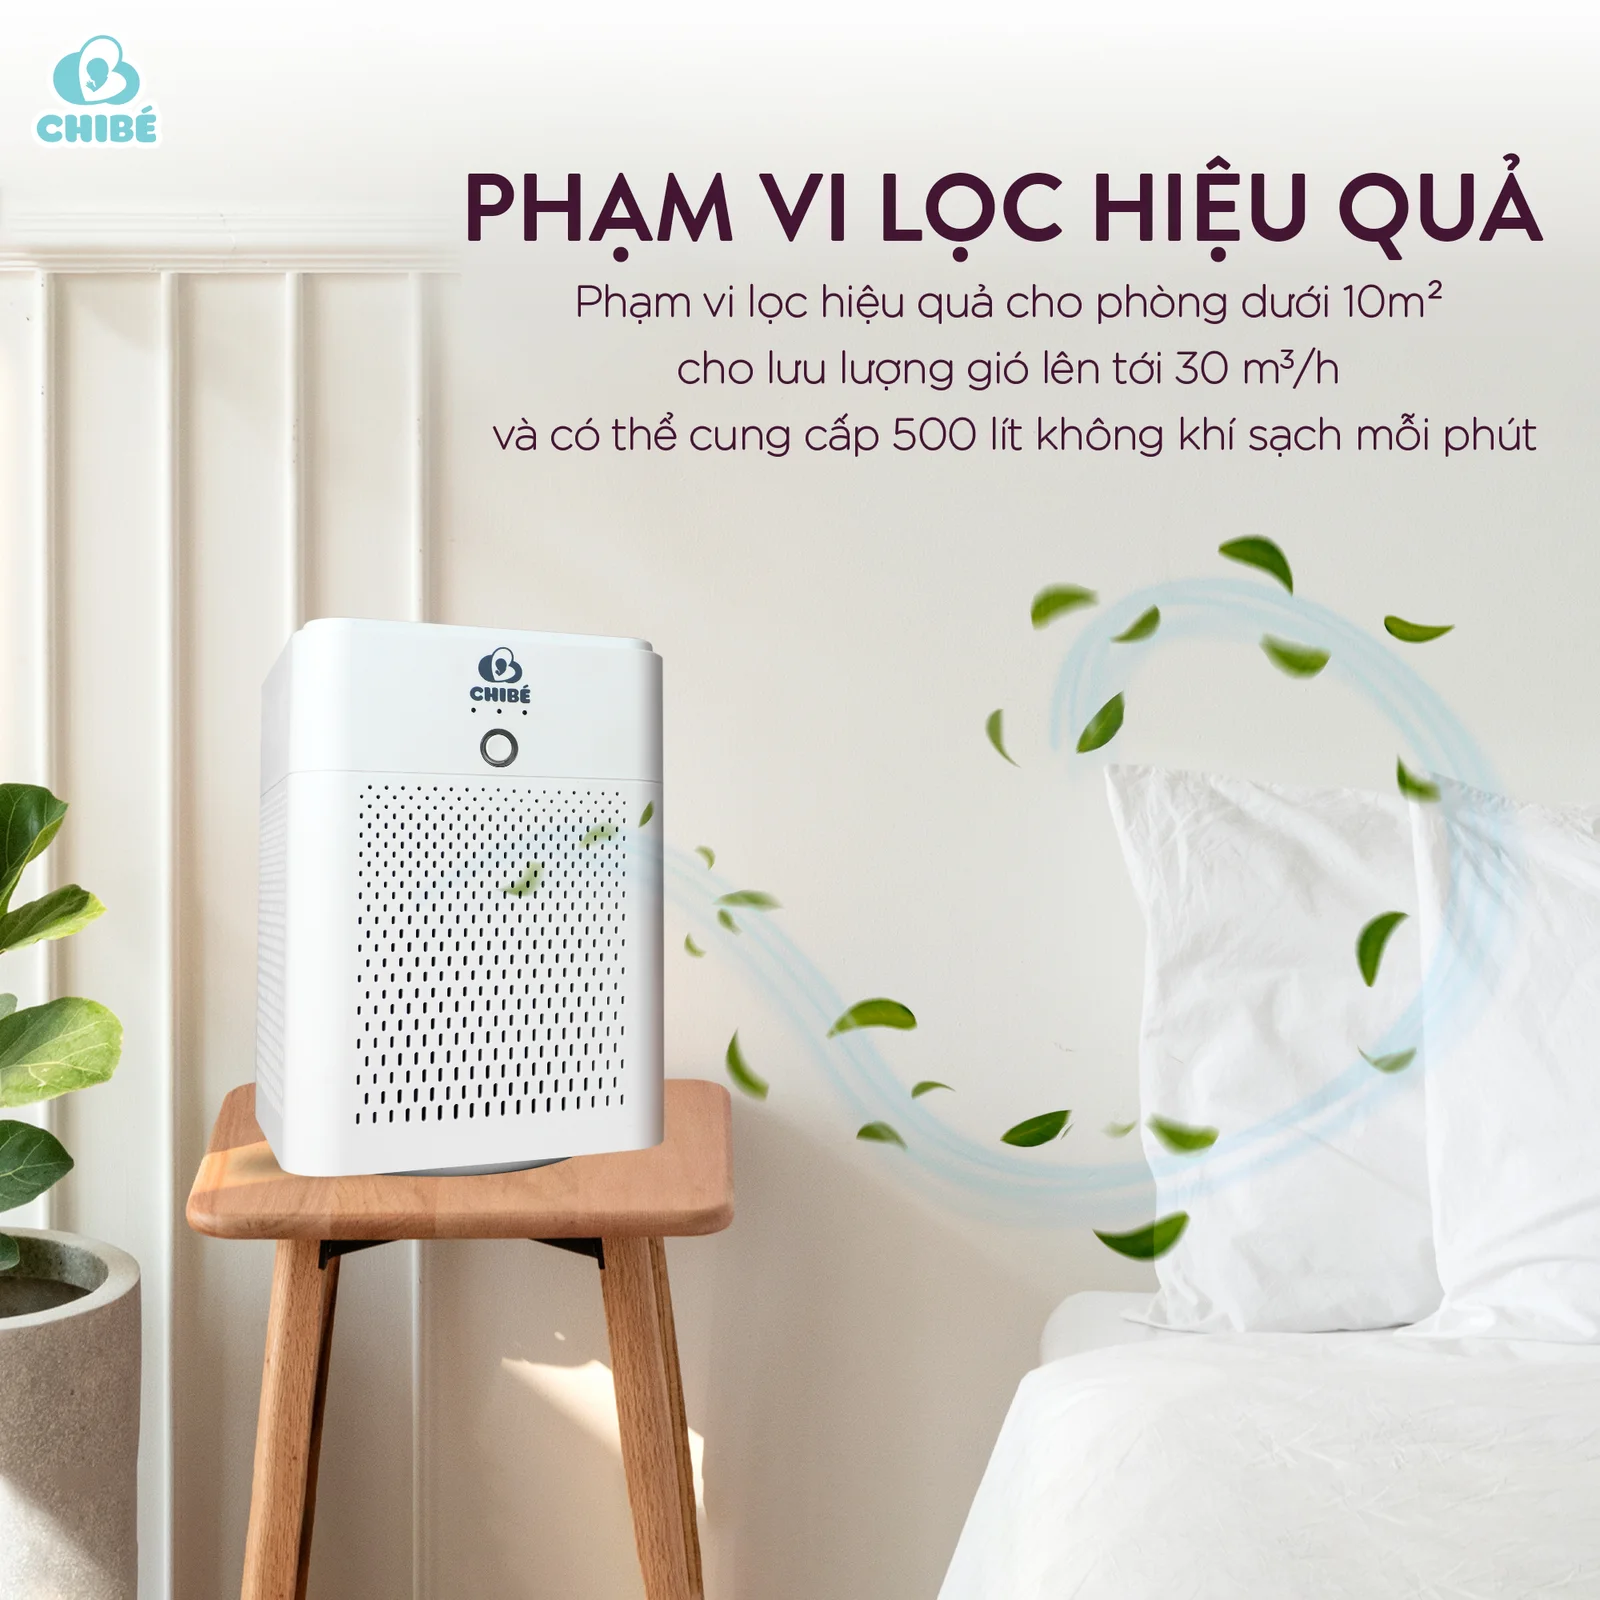 CHIBÉ
PHẠM VI LỌC HIỆU QUẢ
Phạm vi lọc hiệu quả cho phòng dưới 10m²
cho lưu lượng gió lên tới 30 m³/h
và có thể cung cấp 500 lít không khí sạch mỗi phút
CHIBÉ